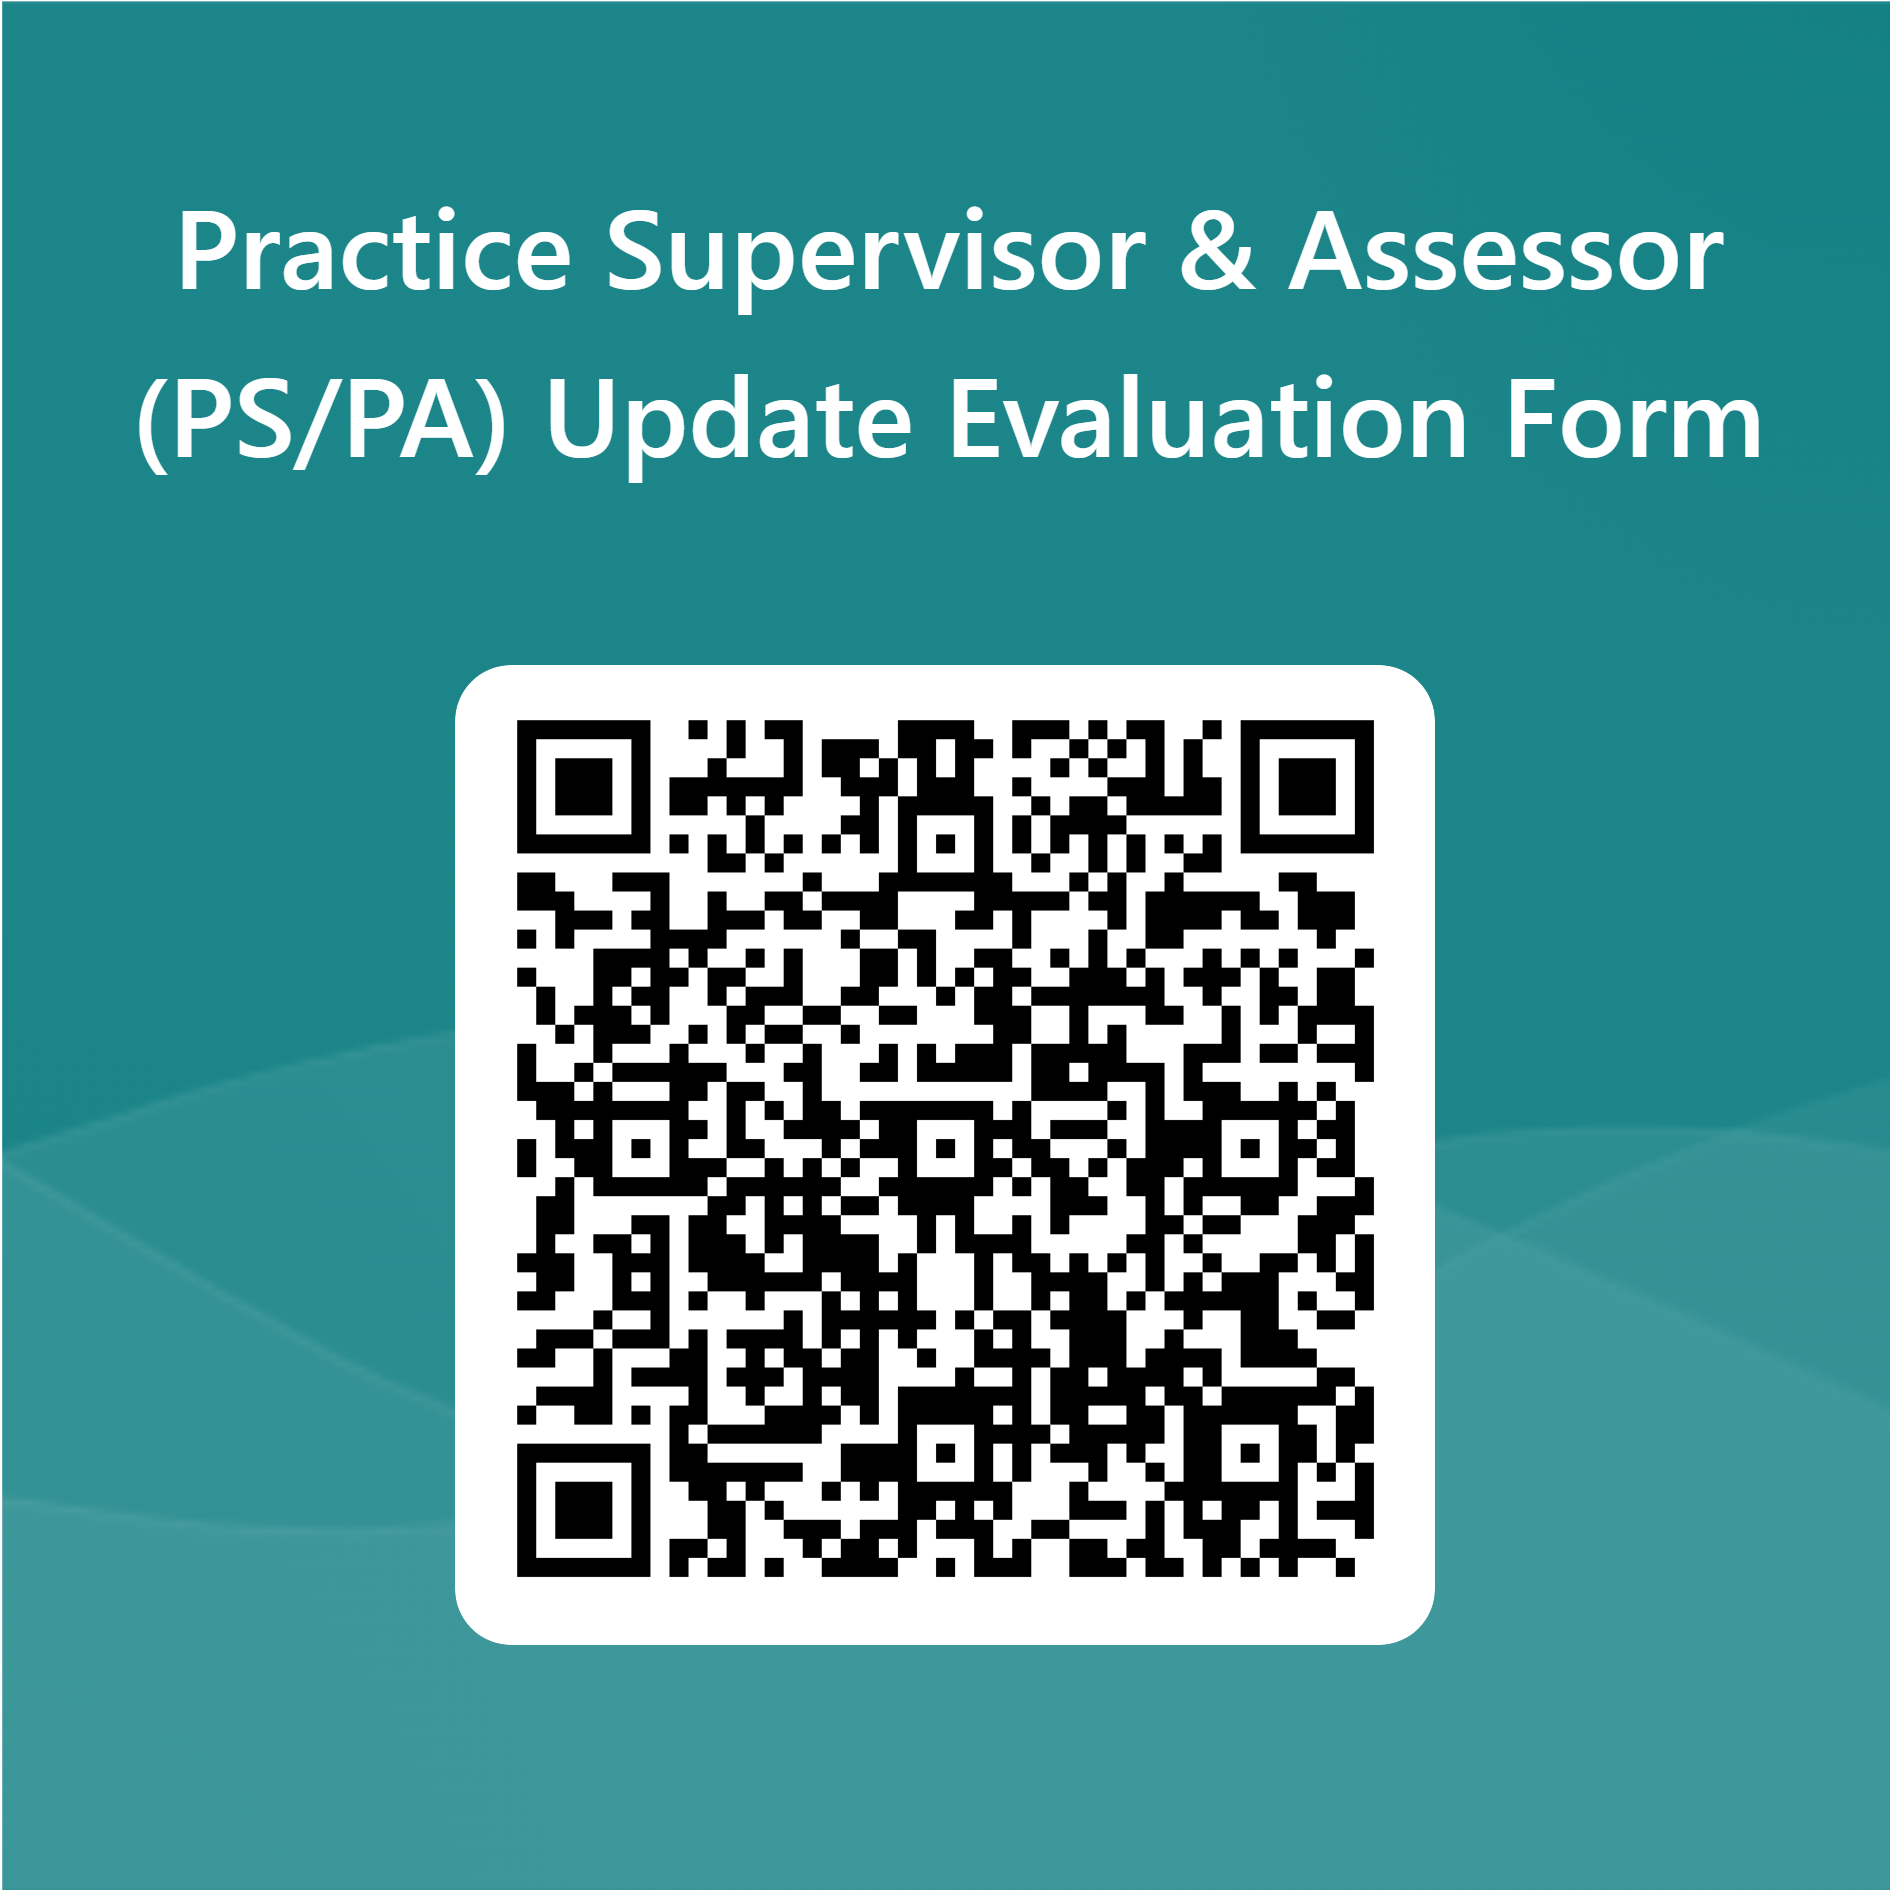 Practice Supervisor & Assessor
(PS/PA) Update Evaluation Form